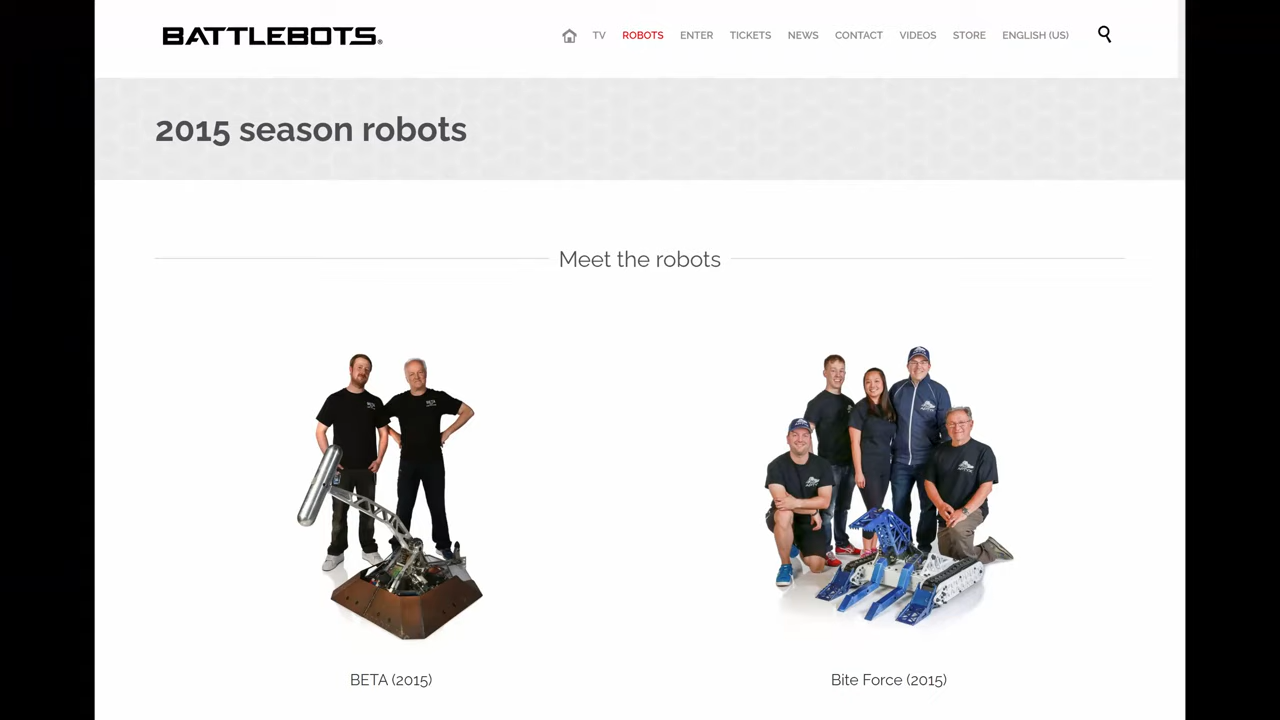 BATTLEBOTS®
TV ROBOTS ENTER TICKETS NEWS CONTACT VIDEOS STORE ENGLISH (US)
2015 season robots
Meet the robots
BETA (2015)
Bite Force (2015)